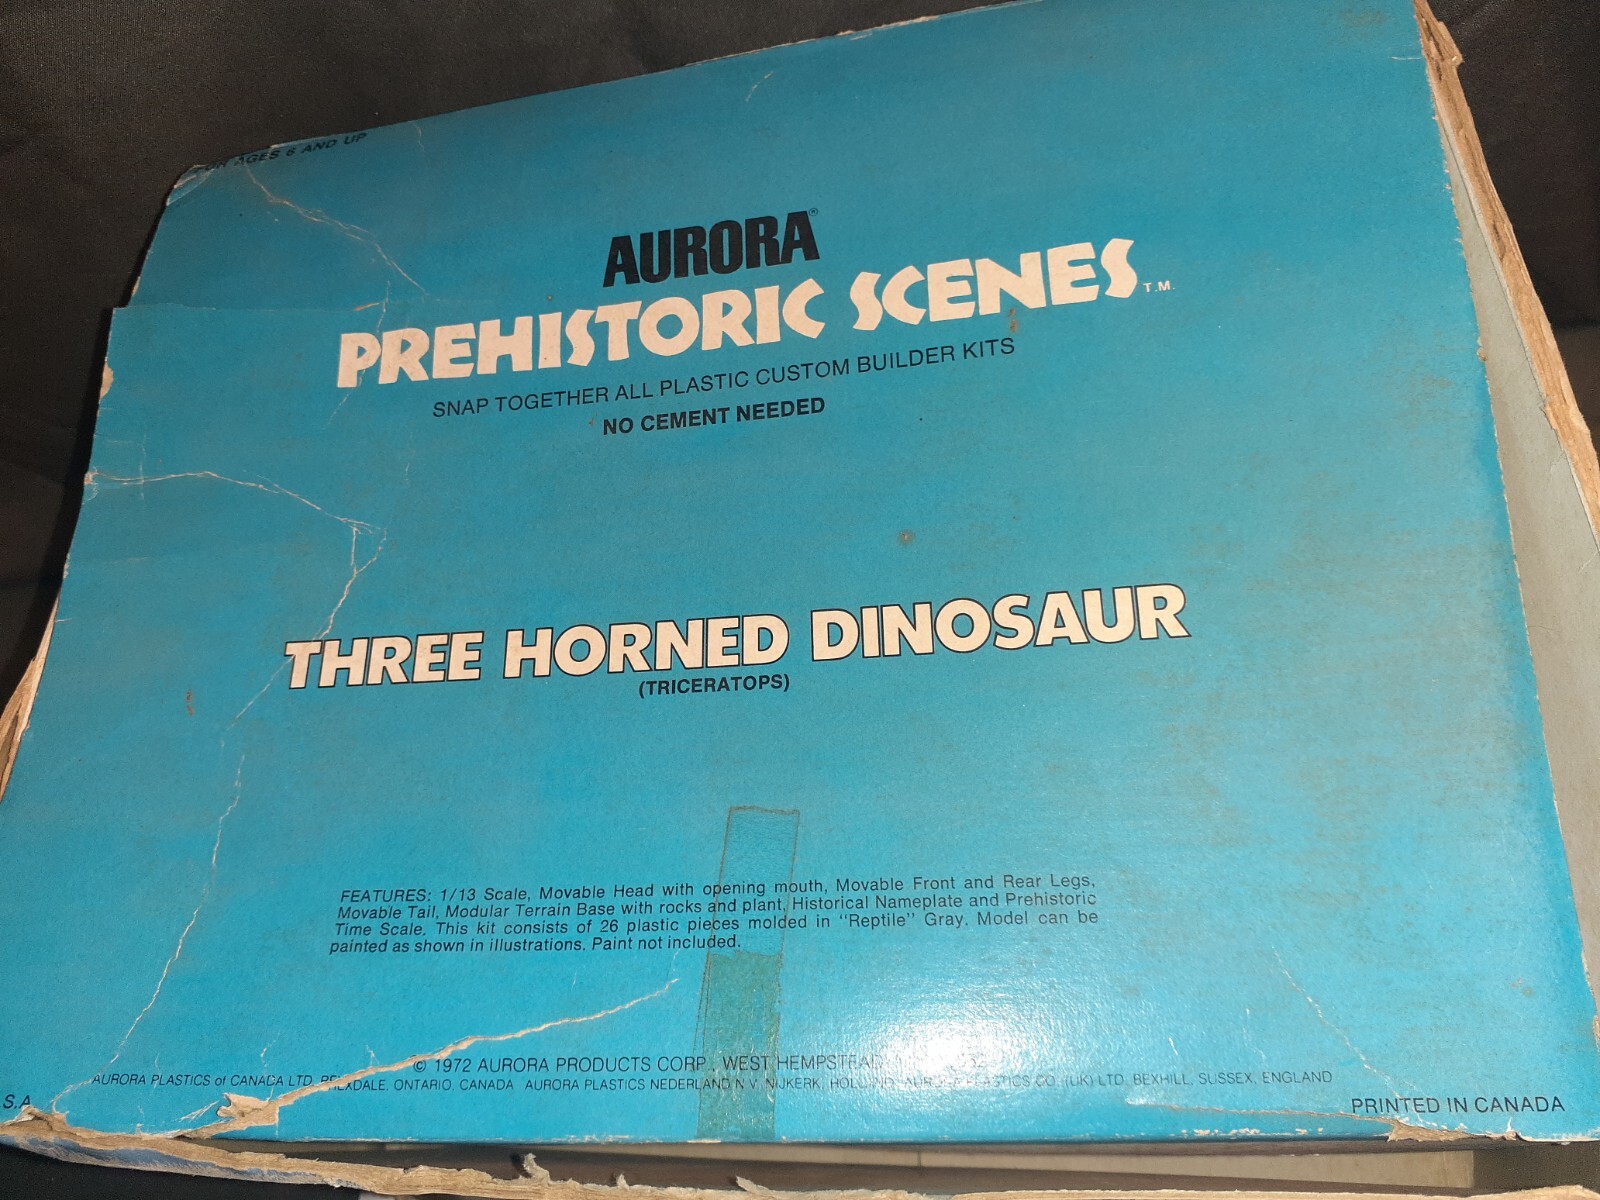 AGES 6 AND UP
AURORA®
PREHISTORIC SCENES T.M.
SNAP TOGETHER ALL PLASTIC CUSTOM BUILDER KITS
NO CEMENT NEEDED
THREE HORNED DINOSAUR
(TRICERATOPS)
FEATURES: 1/13 Scale, Movable Head with opening mouth, Movable Front and Rear Legs,
Movable Tail, Modular Terrain Base with rocks and plant, Historical Nameplate and Prehistoric
Time Scale. This kit consists of 26 plastic pieces molded in "Reptile" Gray. Model can be
painted as shown in illustrations. Paint not included.
© 1972 AURORA PRODUCTS CORP. WEST HEMPSTEAD
AURORA PLASTICS of CANADA LTD. ONTARIO, CANADA AURORA PLASTICS NEDERLAND N.V. NIJKERK, HOLLAND, AURORA PLASTICS CO. (UK) LTD. BEXHILL, SUSSEX, ENGLAND
S.A.
PRINTED IN CANADA